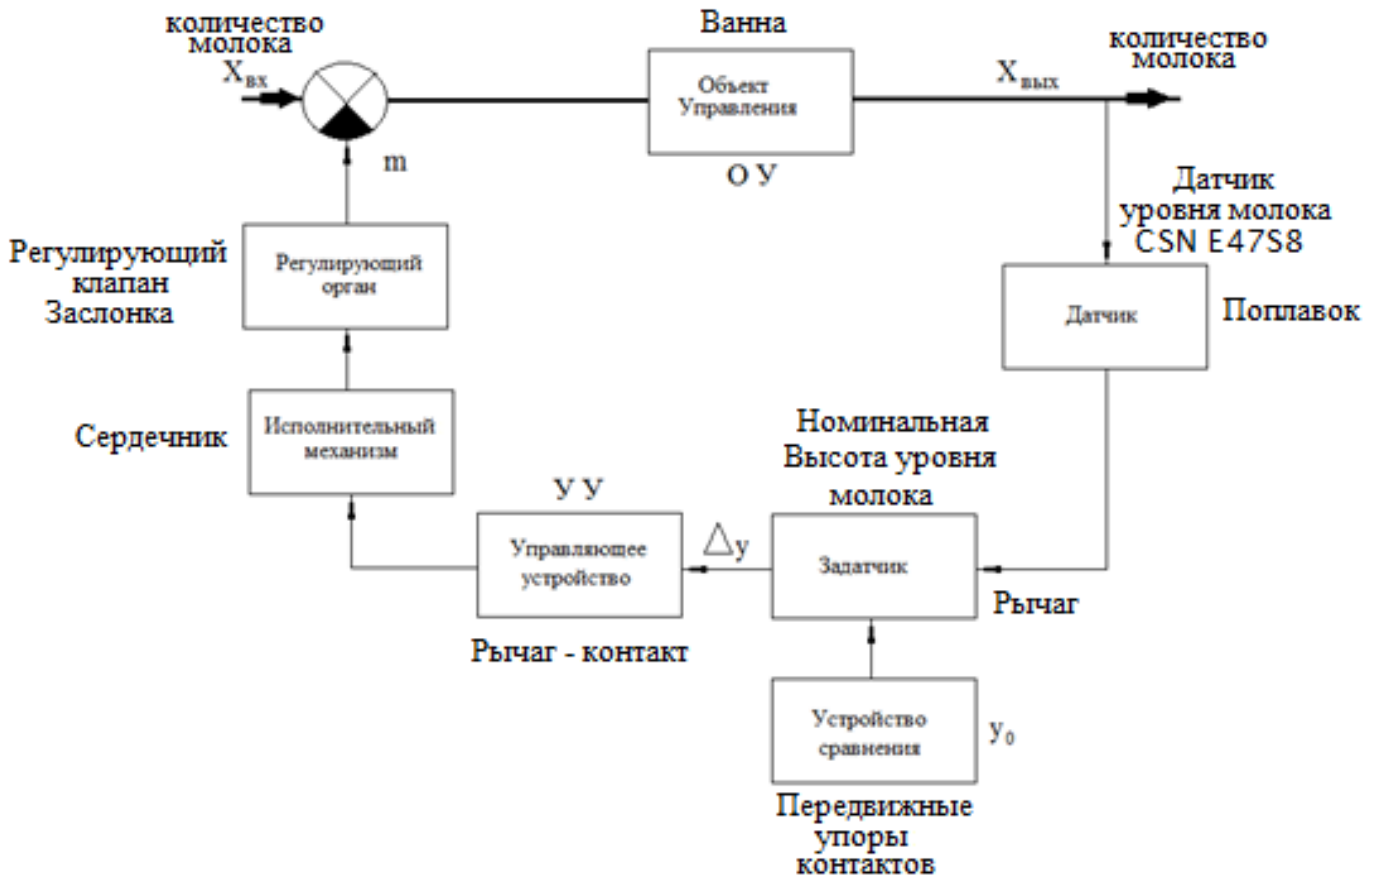 количество
молока
Xвх
Ванна
Объект
Управления
О У
Xвых
количество
молока
m
Датчик
уровня молока
CSN E47S8
Регулирующий
клапан
Заслонка
Регулирующий
орган
Датчик
Поплавок
Сердечник
Исполнительный
механизм
Номинальная
Высота уровня
молока
У У
Управляющее
устройство
Δy
Задатчик
Рычаг
Рычаг - контакт
Устройство
сравнения
y₀
Передвижные
упоры
контактов